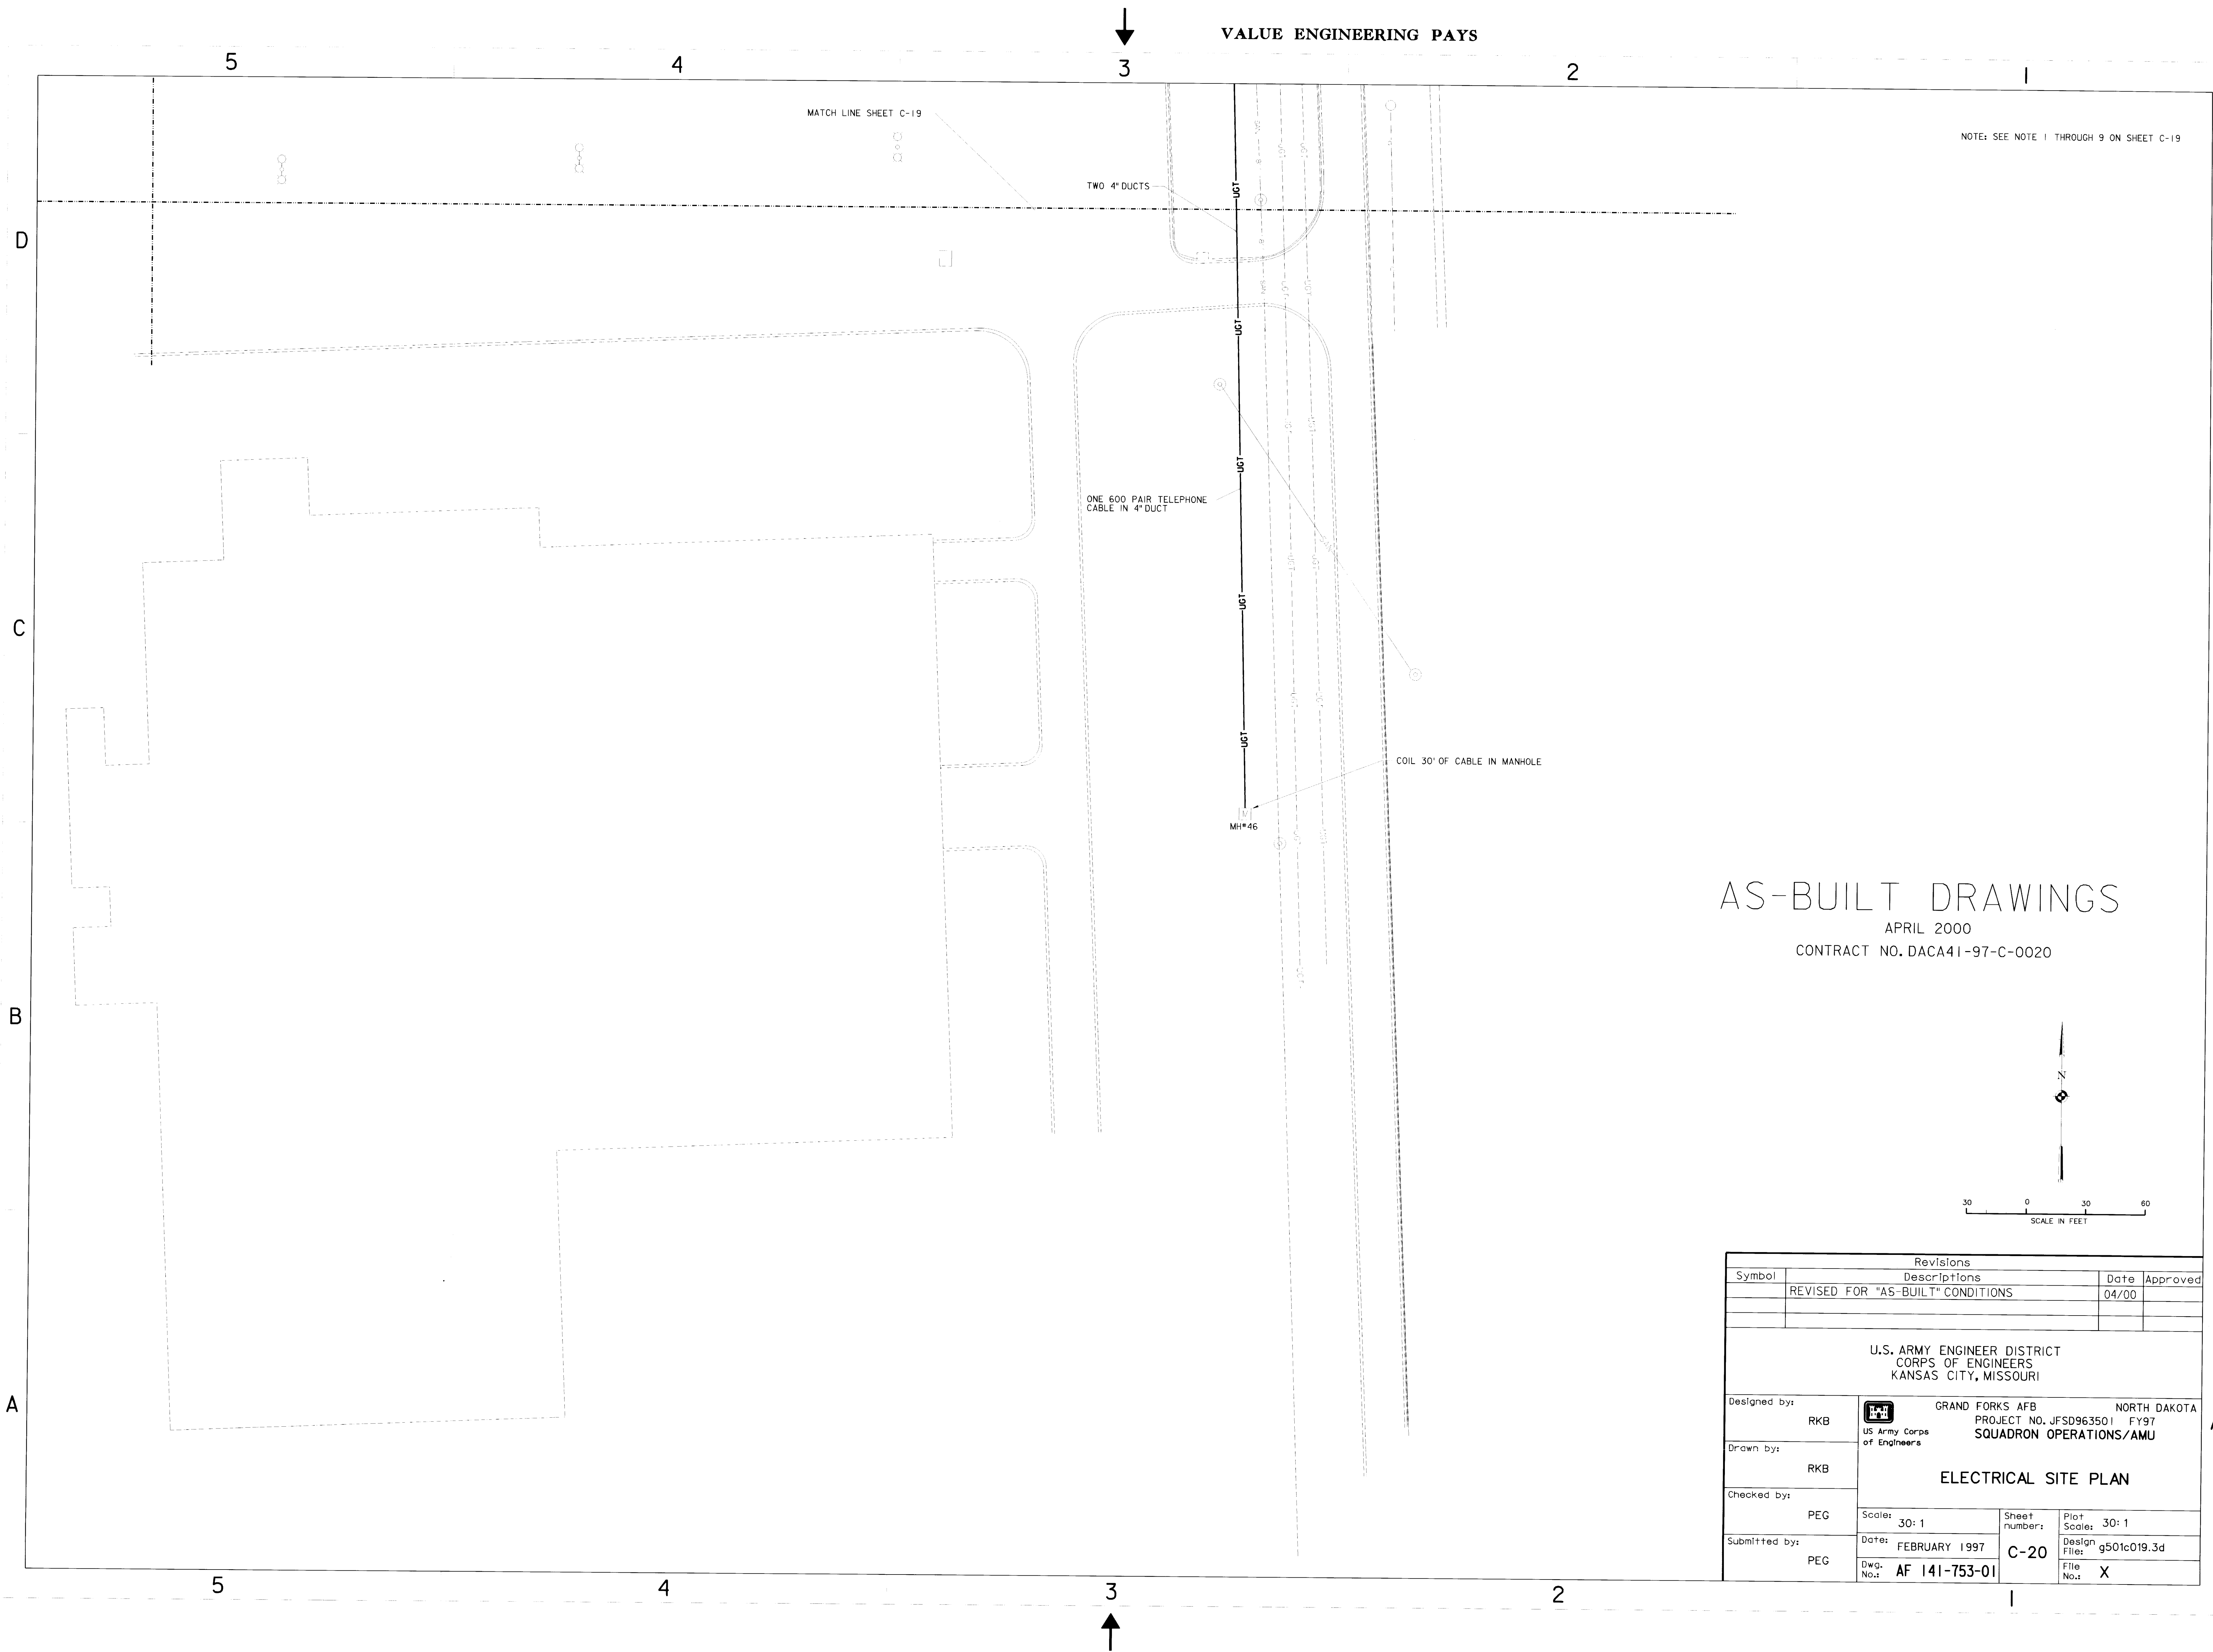 VALUE ENGINEERING PAYS
5
4
3
2
1
MATCH LINE SHEET C-19
NOTE: SEE NOTE 1 THROUGH 9 ON SHEET C-19
TWO 4" DUCTS
UGT
D
UGT
UGT
ONE 600 PAIR TELEPHONE
CABLE IN 4" DUCT
UGT
C
UGT
COIL 30' OF CABLE IN MANHOLE
M
MH#46
AS-BUILT DRAWINGS
APRIL 2000
CONTRACT NO. DACA41-97-C-0020
B
N
30 0 30 60
SCALE IN FEET
Revisions
Symbol Descriptions Date Approved
REVISED FOR "AS-BUILT" CONDITIONS 04/00
U.S. ARMY ENGINEER DISTRICT
CORPS OF ENGINEERS
KANSAS CITY, MISSOURI
A
Designed by:
RKB
US Army Corps
of Engineers
GRAND FORKS AFB NORTH DAKOTA
PROJECT NO. JFSD963501 FY97
SQUADRON OPERATIONS/AMU
Drawn by:
RKB
ELECTRICAL SITE PLAN
Checked by:
PEG
Scale: 30:1
Sheet number: C-20
Plot Scale: 30:1
Submitted by:
PEG
Date: FEBRUARY 1997
Design File: g501c019.3d
Dwg. No.: AF 141-753-01
File No.: X
5
4
3
2
1